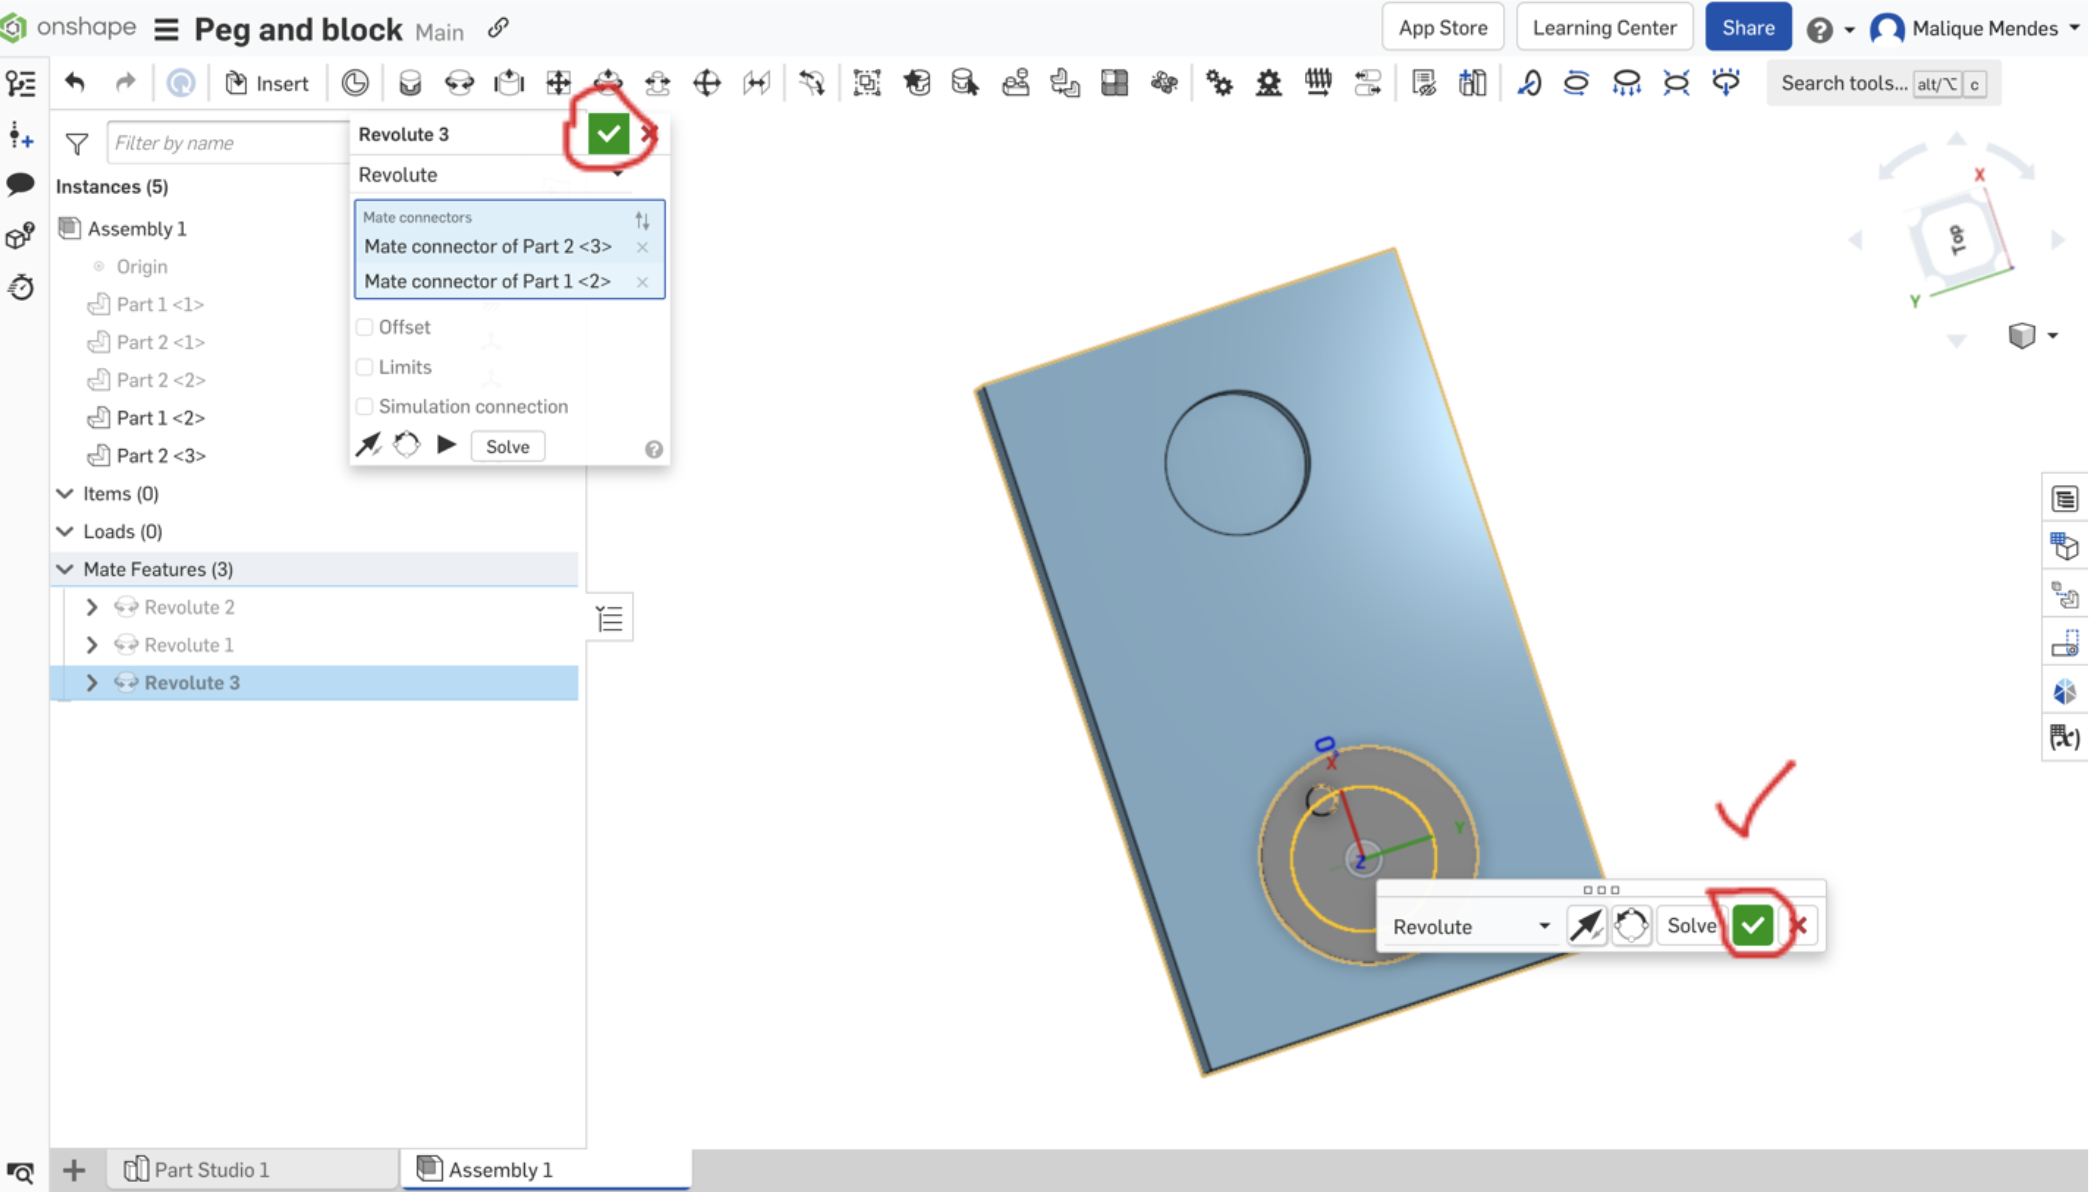 onshape Peg and block Main
App Store Learning Center Share ? Malique Mendes
Insert Search tools... alt/⌥ c
Filter by name
Instances (5)
Assembly 1
Origin
Part 1 <1>
Part 2 <1>
Part 2 <2>
Part 1 <2>
Part 2 <3>
Items (0)
Loads (0)
Mate Features (3)
Revolute 2
Revolute 1
Revolute 3
Revolute 3
Revolute
Mate connectors
Mate connector of Part 2 <3>
Mate connector of Part 1 <2>
Offset
Limits
Simulation connection
Solve ?
X
Top
Y
X
Y
Z
Revolute Solve
(x)
Part Studio 1 Assembly 1